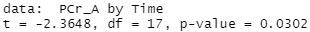 data:  PCr_A by Time
t = -2.3648, df = 17, p-value = 0.0302